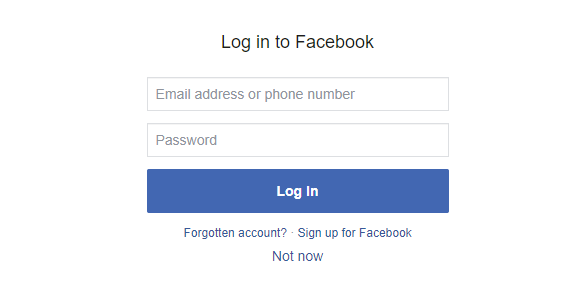 Log in to Facebook
Email address or phone number
Password
Log In
Forgotten account? · Sign up for Facebook
Not now